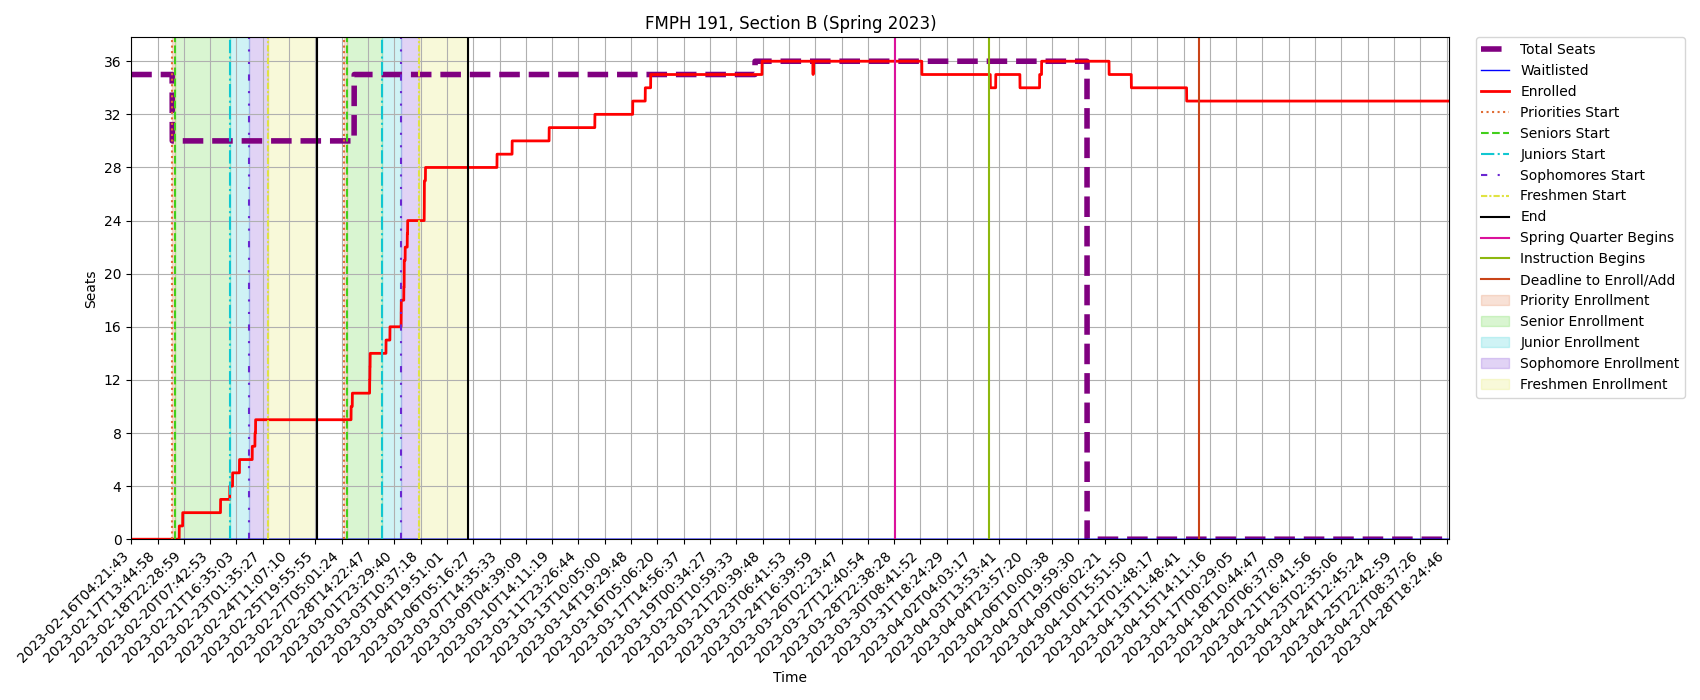 FMPH 191, Section B (Spring 2023)
Seats
36
32
28
24
20
16
12
8
4
0
2023-02-16T04:21:43
2023-02-17T13:44:58
2023-02-18T22:28:59
2023-02-20T07:42:53
2023-02-21T16:35:03
2023-02-23T01:35:27
2023-02-24T11:07:10
2023-02-25T19:55:55
2023-02-27T05:01:24
2023-02-28T14:22:47
2023-03-01T23:29:40
2023-03-03T10:37:18
2023-03-04T19:51:01
2023-03-06T05:16:27
2023-03-07T14:35:33
2023-03-09T04:39:09
2023-03-10T14:11:19
2023-03-11T23:26:44
2023-03-13T10:05:00
2023-03-14T19:29:48
2023-03-16T05:06:20
2023-03-17T14:56:37
2023-03-19T00:34:27
2023-03-20T10:59:33
2023-03-21T20:39:48
2023-03-23T06:41:53
2023-03-24T16:39:59
2023-03-26T02:23:47
2023-03-27T12:40:54
2023-03-28T22:38:28
2023-03-30T08:41:52
2023-03-31T18:24:29
2023-04-02T04:03:17
2023-04-03T13:53:41
2023-04-04T23:57:20
2023-04-06T10:00:38
2023-04-07T19:59:30
2023-04-09T06:02:21
2023-04-10T15:51:50
2023-04-12T01:48:17
2023-04-13T11:48:41
2023-04-15T14:11:16
2023-04-17T00:29:05
2023-04-18T10:44:47
2023-04-20T06:37:09
2023-04-21T16:41:56
2023-04-23T02:35:06
2023-04-24T12:45:24
2023-04-25T22:42:59
2023-04-27T08:37:26
2023-04-28T18:24:46
Time
Total Seats
Waitlisted
Enrolled
Priorities Start
Seniors Start
Juniors Start
Sophomores Start
Freshmen Start
End
Spring Quarter Begins
Instruction Begins
Deadline to Enroll/Add
Priority Enrollment
Senior Enrollment
Junior Enrollment
Sophomore Enrollment
Freshmen Enrollment